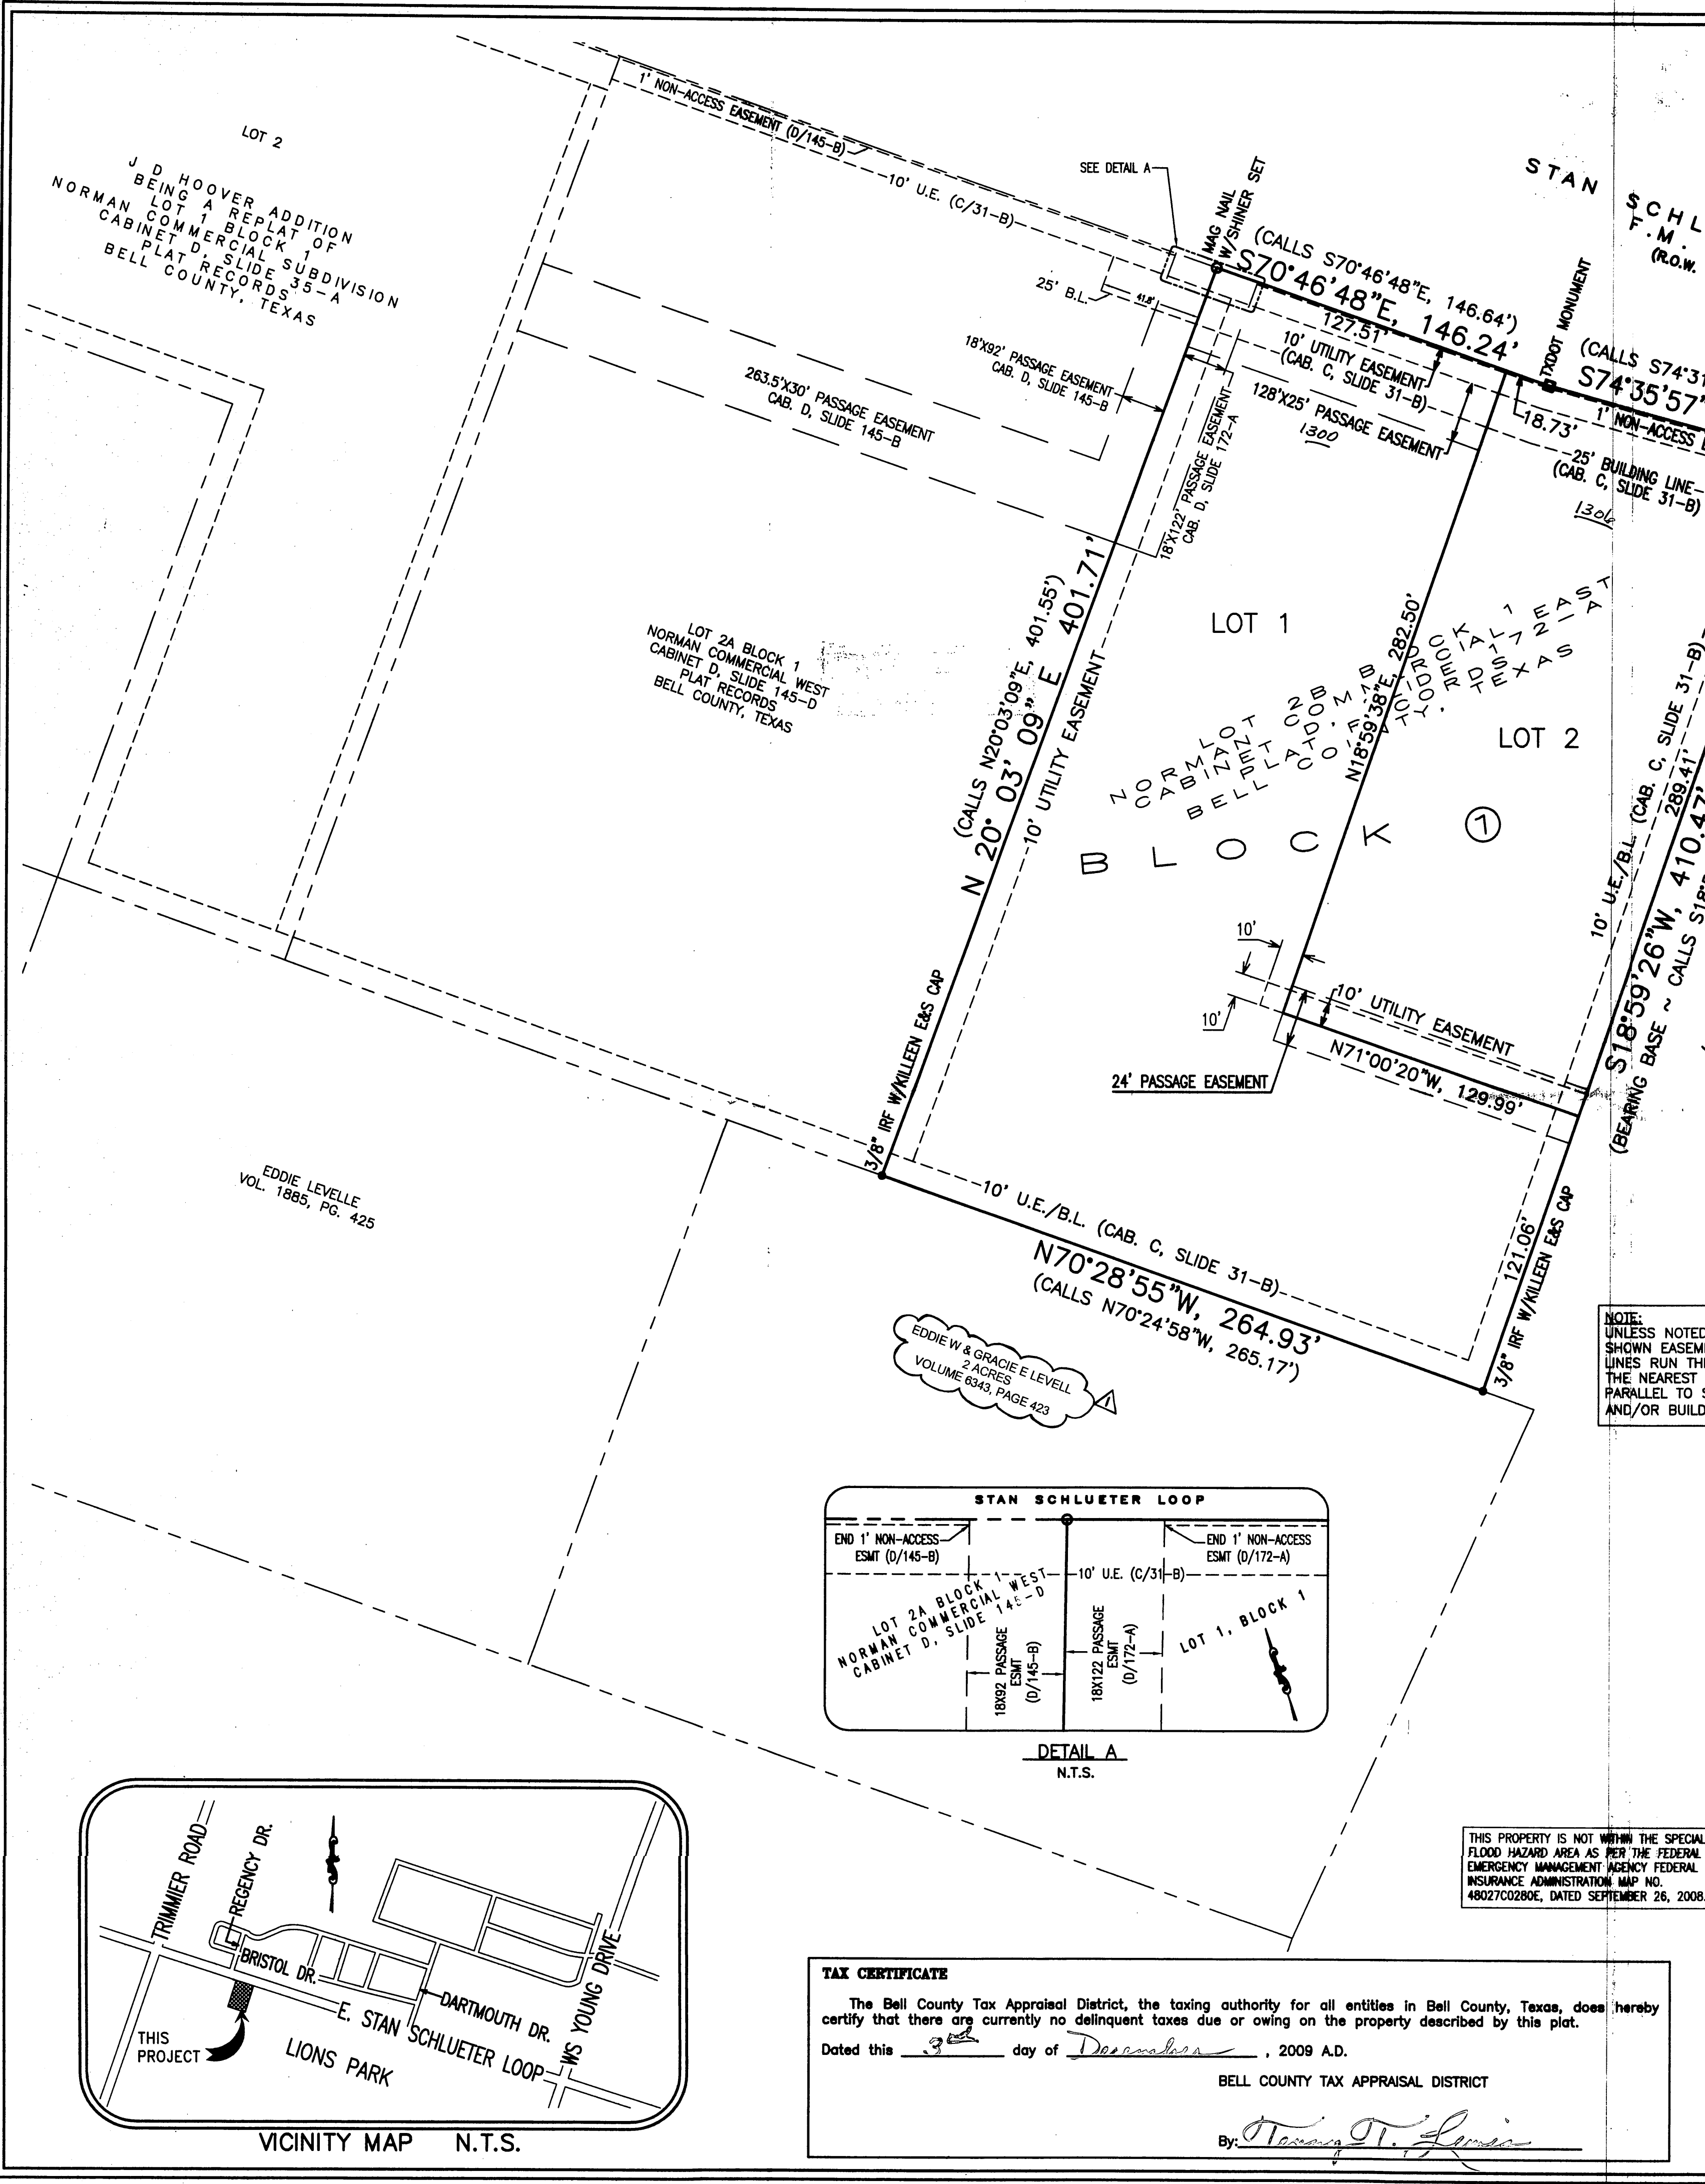 LOT 2
J D HOOVER ADDITION
BEING A REPLAT OF
LOT 1 BLOCK 1
NORMAN COMMERCIAL SUBDIVISION
CABINET D, SLIDE 35-A
PLAT RECORDS
BELL COUNTY, TEXAS
1' NON-ACCESS EASEMENT (D/145-B)
10' U.E. (C/31-B)
SEE DETAIL A
MAG NAIL
W/SHINER SET
STAN SCHL
F.M.
(R.O.W.
(CALLS S70°46'48"E, 146.64')
S70°46'48"E, 146.24'
127.51'
TXDOT MONUMENT
(CALLS S74°31
S74°35'57"
1' NON-ACCESS
18.73'
25' BUILDING LINE
(CAB. C, SLIDE 31-B)
1306
25' B.L.
41.8'
10' UTILITY EASEMENT
(CAB. C, SLIDE 31-B)
128'X25' PASSAGE EASEMENT
1300
18'X92' PASSAGE EASEMENT
CAB. D, SLIDE 145-B
263.5'X30' PASSAGE EASEMENT
CAB. D, SLIDE 145-B
18'X122' PASSAGE EASEMENT
CAB. D, SLIDE 172-A
LOT 2A BLOCK 1
NORMAN COMMERCIAL WEST
CABINET D, SLIDE 145-D
PLAT RECORDS
BELL COUNTY, TEXAS
(CALLS N20°03'09"E, 401.55')
N 20° 03' 09" E 401.71'
10' UTILITY EASEMENT
LOT 1
N18°59'38"E, 282.50'
LOT 2B
BELL
TEXAS
LOT 2
BLOCK 1
10' U.E./B.L. (CAB. C, SLIDE 31-B)
289.41'
S18°59'26"W, 410.47'
(BEARING BASE ~ CALLS S18°
10'
10'
10' UTILITY EASEMENT
N71°00'20"W, 129.99'
24' PASSAGE EASEMENT
3/8" IRF W/KILLEEN E&S CAP
EDDIE LEVELLE
VOL. 1885, PG. 425
10' U.E./B.L. (CAB. C, SLIDE 31-B)
N70°28'55"W, 264.93'
(CALLS N70°24'58"W, 265.17')
121.06'
3/8" IRF W/KILLEEN E&S CAP
EDDIE W & GRACIE E LEVELL
2 ACRES
VOLUME 6343, PAGE 423
1
NOTE:
UNLESS NOTED
SHOWN EASEM
LINES RUN TH
THE NEAREST
PARALLEL TO
AND/OR BUILD
STAN SCHLUETER LOOP
END 1' NON-ACCESS
ESMT (D/145-B)
END 1' NON-ACCESS
ESMT (D/172-A)
10' U.E. (C/31-B)
LOT 2A BLOCK 1
NORMAN COMMERCIAL WEST
CABINET D, SLIDE 145-D
18X92 PASSAGE
ESMT
(D/145-B)
18X122 PASSAGE
ESMT
(D/172-A)
LOT 1, BLOCK 1
DETAIL A
N.T.S.
TRIMMIER ROAD
REGENCY DR.
BRISTOL DR.
DARTMOUTH DR.
E. STAN SCHLUETER LOOP
WS YOUNG DRIVE
THIS
PROJECT
LIONS PARK
VICINITY MAP N.T.S.
THIS PROPERTY IS NOT WITHIN THE SPECIAL
FLOOD HAZARD AREA AS PER THE FEDERAL
EMERGENCY MANAGEMENT AGENCY FEDERAL
INSURANCE ADMINISTRATION MAP NO.
48027C0280E, DATED SEPTEMBER 26, 2008.
TAX CERTIFICATE
The Bell County Tax Appraisal District, the taxing authority for all entities in Bell County, Texas, does hereby
certify that there are currently no delinquent taxes due or owing on the property described by this plat.
Dated this 3rd day of December, 2009 A.D.
BELL COUNTY TAX APPRAISAL DISTRICT
By: